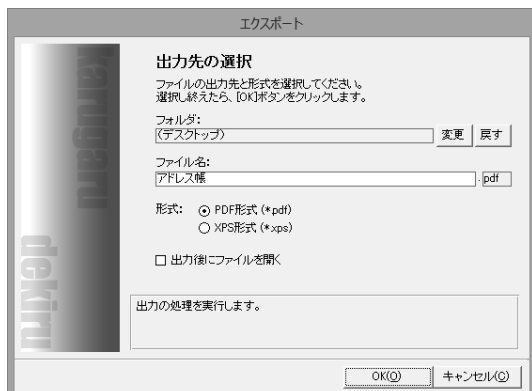 エクスポート
karugaru
dekiru
出力先の選択
ファイルの出力先と形式を選択してください。
選択し終えたら、[OK]ボタンをクリックします。
フォルダ:
(デスクトップ)
変更 戻す
ファイル名:
アドレス帳 . pdf
形式: PDF形式 (*pdf)
XPS形式 (*xps)
出力後にファイルを開く
出力の処理を実行します。
OK(O) キャンセル(C)